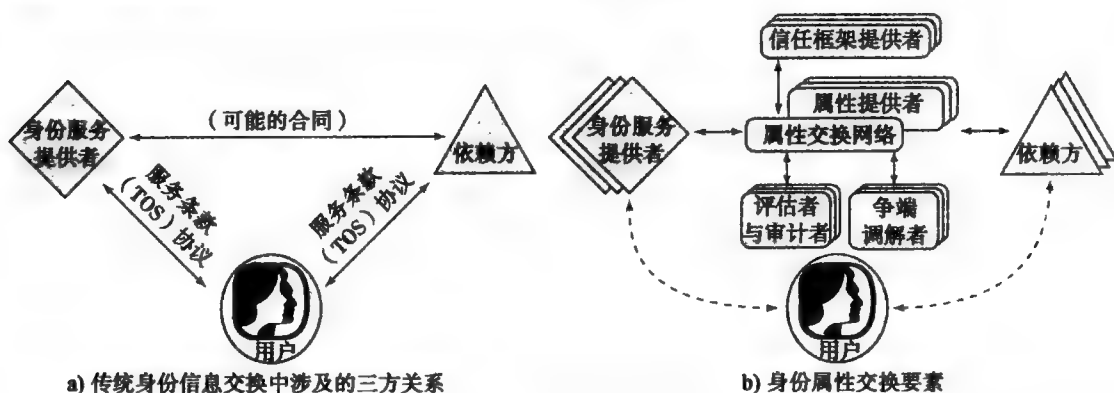 身份服务
提供者
（可能的合同）
依赖方
服务条款
（TOS）协议
服务条款
（TOS）协议
用户
a) 传统身份信息交换中涉及的三方关系
信任框架提供者
属性提供者
身份服务
提供者
属性交换网络
依赖方
评估者
与审计者
争端
调解者
用户
b) 身份属性交换要素